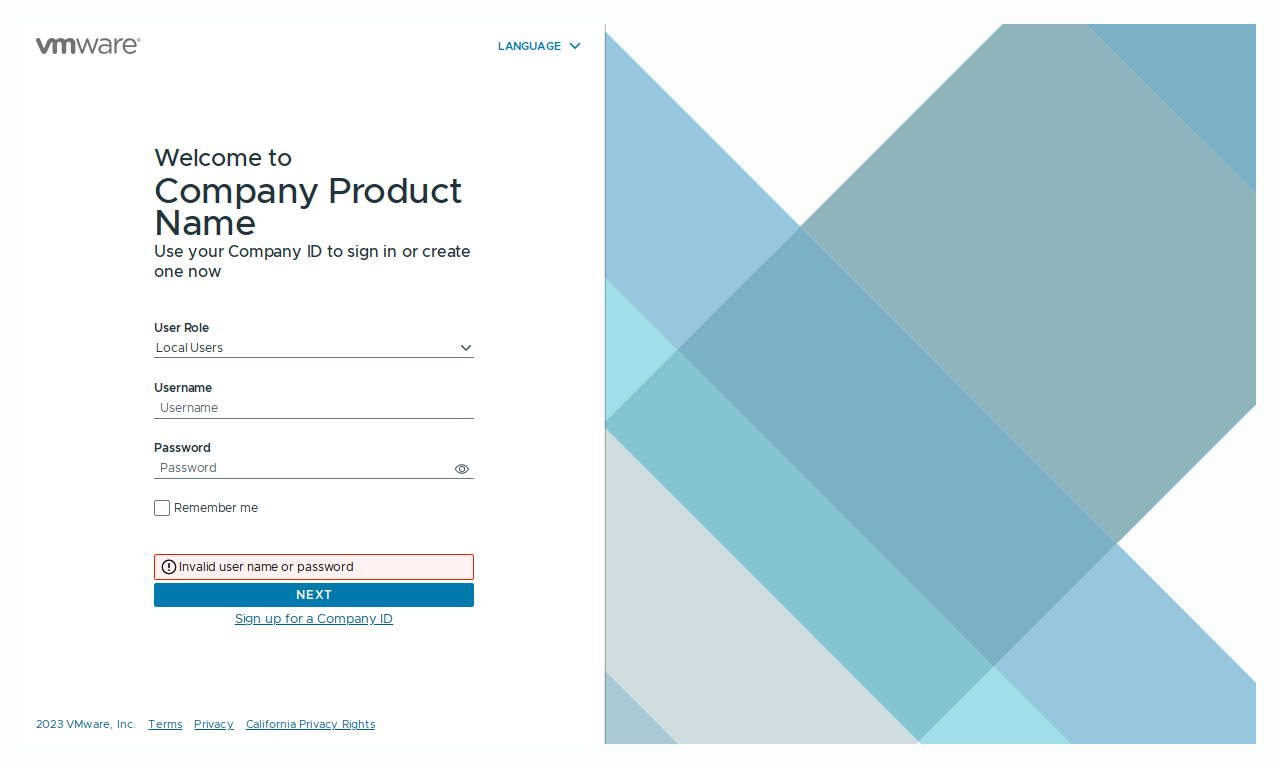 vmware®
LANGUAGE
Welcome to
Company Product
Name
Use your Company ID to sign in or create
one now
User Role
Local Users
Username
Username
Password
Password
Remember me
Invalid user name or password
NEXT
Sign up for a Company ID
2023 VMware, Inc. Terms Privacy California Privacy Rights